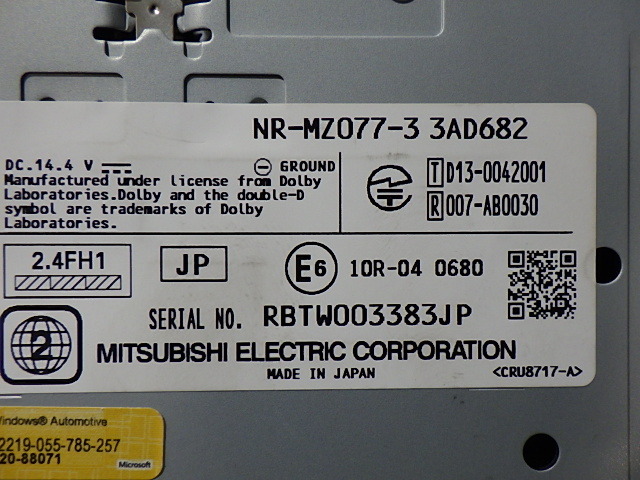 NR-MZ077-3 3AD682
DC.14.4 V
GROUND
Manufactured under license from Dolby
Laboratories.Dolby and the double-D
symbol are trademarks of Dolby
Laboratories.
T D13-0042001
R 007-AB0030
2.4FH1
JP
E6 10R-04 0680
SERIAL NO. RBTW003383JP
2
MITSUBISHI ELECTRIC CORPORATION
MADE IN JAPAN
<CRU8717-A>
Windows® Automotive
2219-055-785-257
20-88071
Microsoft